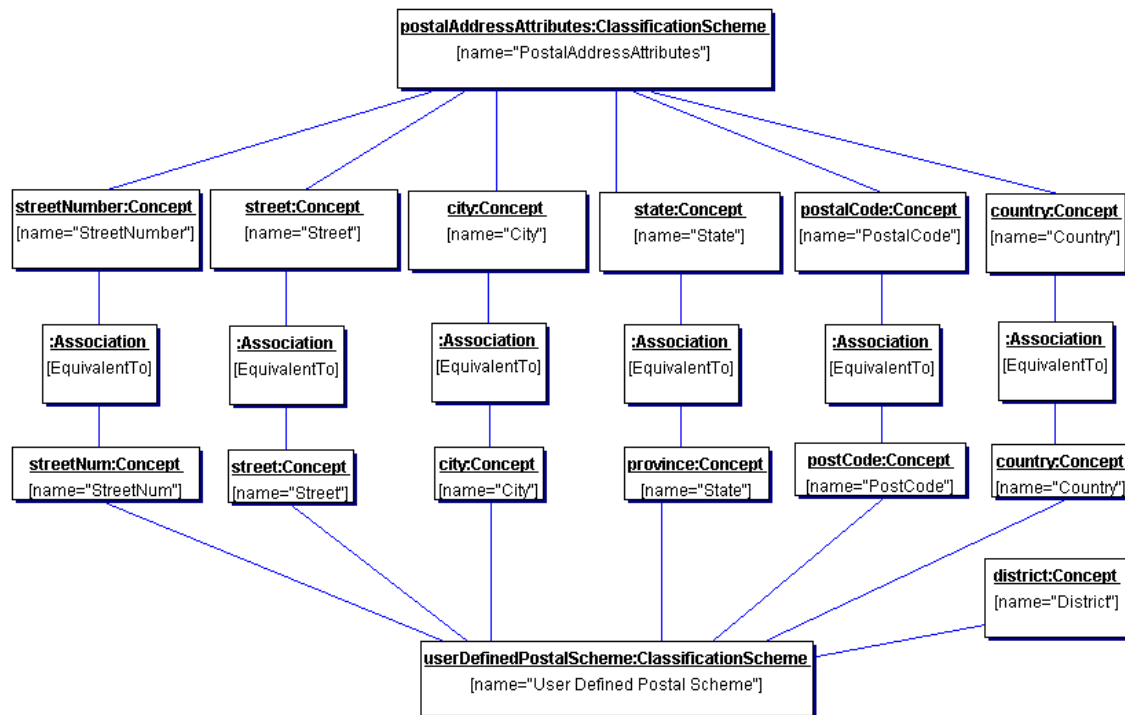 postalAddressAttributes:ClassificationScheme
[name="PostalAddressAttributes"]
streetNumber:Concept
[name="StreetNumber"]
street:Concept
[name="Street"]
city:Concept
[name="City"]
state:Concept
[name="State"]
postalCode:Concept
[name="PostalCode"]
country:Concept
[name="Country"]
:Association
[EquivalentTo]
:Association
[EquivalentTo]
:Association
[EquivalentTo]
:Association
[EquivalentTo]
:Association
[EquivalentTo]
:Association
[EquivalentTo]
streetNum:Concept
[name="StreetNum"]
street:Concept
[name="Street"]
city:Concept
[name="City"]
province:Concept
[name="State"]
postCode:Concept
[name="PostCode"]
country:Concept
[name="Country"]
district:Concept
[name="District"]
userDefinedPostalScheme:ClassificationScheme
[name="User Defined Postal Scheme"]